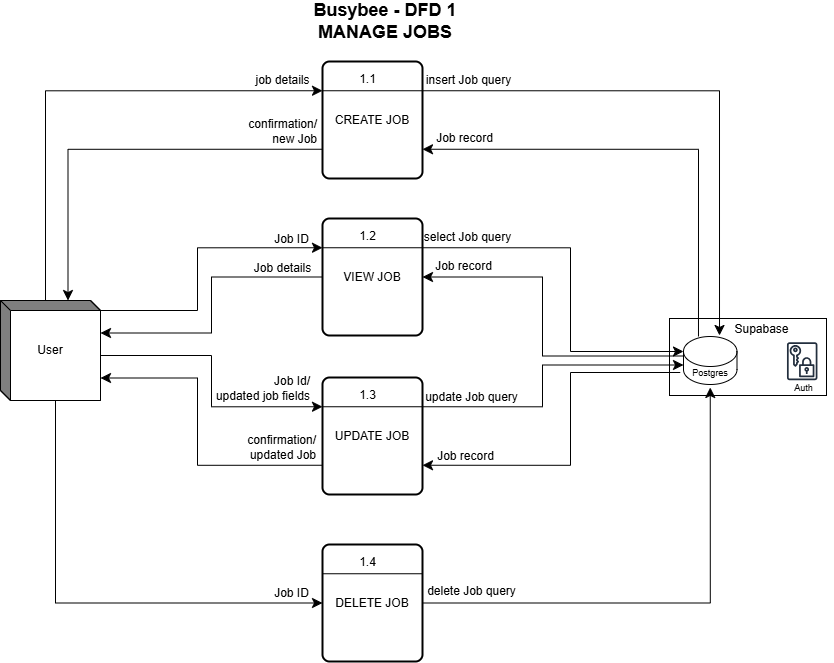 Busybee - DFD 1
MANAGE JOBS
job details
1.1
insert Job query
CREATE JOB
confirmation/
new Job
Job record
Job ID
1.2
select Job query
Job details
VIEW JOB
Job record
User
Supabase
Postgres
Auth
Job Id/
updated job fields
1.3
update Job query
UPDATE JOB
confirmation/
updated Job
Job record
1.4
Job ID
DELETE JOB
delete Job query